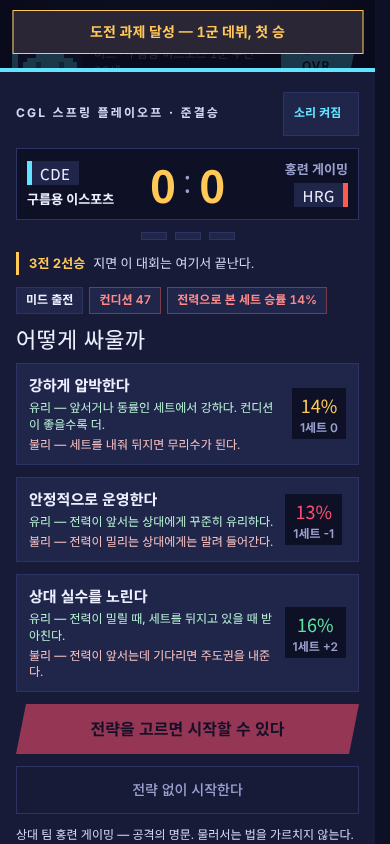 도전 과제 달성 — 1군 데뷔, 첫 승
OVR
CGL 스프링 플레이오프 · 준결승
소리 켜짐
CDE
구름용 이스포츠
0 : 0
홍련 게이밍
HRG
3전 2선승 지면 이 대회는 여기서 끝난다.
미드 출전
컨디션 47
전력으로 본 세트 승률 14%
어떻게 싸울까
강하게 압박한다
유리 — 앞서거나 동률인 세트에서 강하다. 컨디션
이 좋을수록 더.
불리 — 세트를 내줘 뒤지면 무리수가 된다.
14%
1세트 0
안정적으로 운영한다
유리 — 전력이 앞서는 상대에게 꾸준히 유리하다.
불리 — 전력이 밀리는 상대에게는 말려 들어간다.
13%
1세트 -1
상대 실수를 노린다
유리 — 전력이 밀릴 때, 세트를 뒤지고 있을 때 받
아친다.
불리 — 전력이 앞서는데 기다리면 주도권을 내준
다.
16%
1세트 +2
전략을 고르면 시작할 수 있다
전략 없이 시작한다
상대 팀 홍련 게이밍 — 공격의 명문. 물러서는 법을 가르치지 않는다.